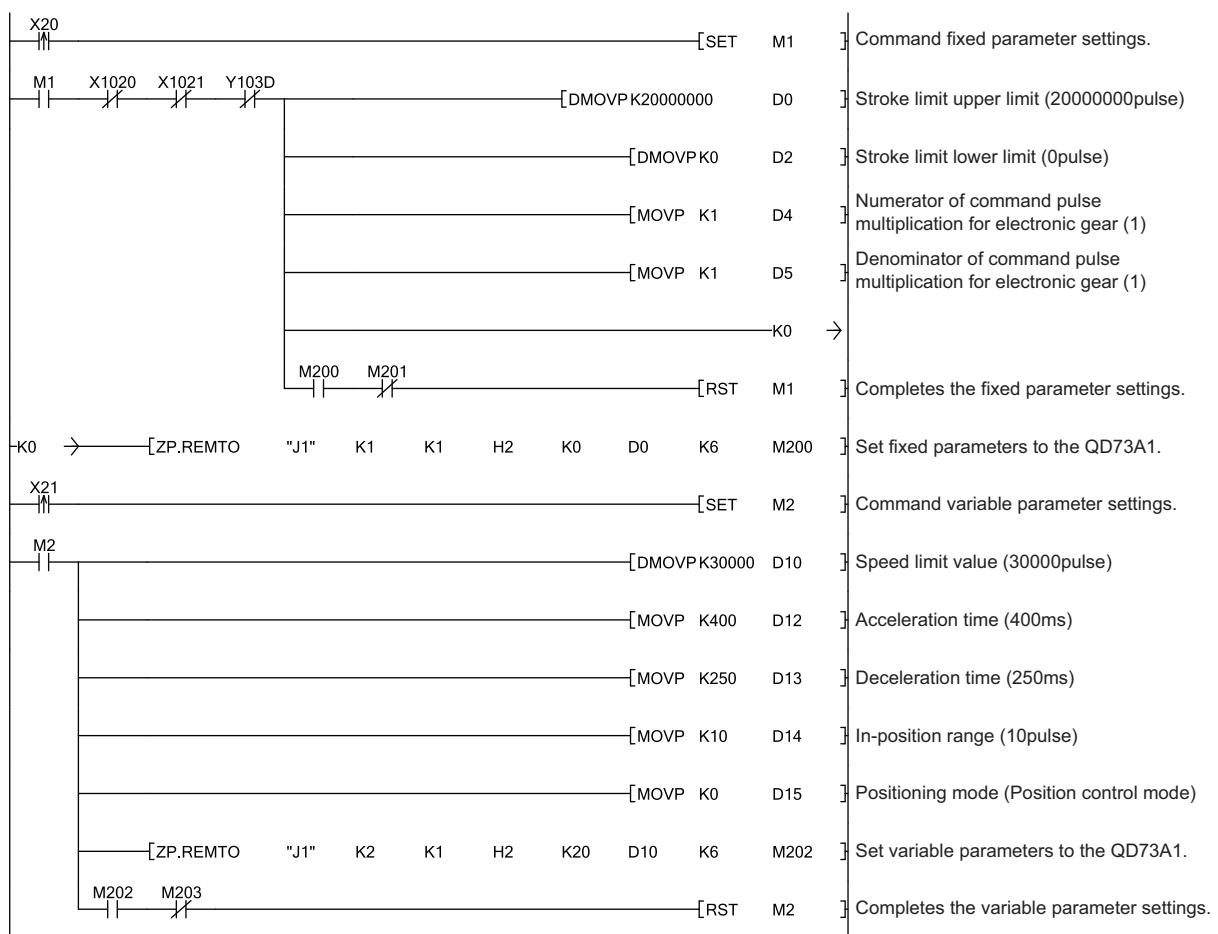 X20
[SET M1 ] Command fixed parameter settings.
M1 X1020 X1021 Y103D
[DMOVP K20000000 D0 ] Stroke limit upper limit (20000000pulse)
[DMOVP K0 D2 ] Stroke limit lower limit (0pulse)
[MOVP K1 D4 ] Numerator of command pulse
multiplication for electronic gear (1)
[MOVP K1 D5 ] Denominator of command pulse
multiplication for electronic gear (1)
K0
M200 M201
[RST M1 ] Completes the fixed parameter settings.
K0 [ZP.REMTO "J1" K1 K1 H2 K0 D0 K6 M200 ] Set fixed parameters to the QD73A1.
X21
[SET M2 ] Command variable parameter settings.
M2
[DMOVP K30000 D10 ] Speed limit value (30000pulse)
[MOVP K400 D12 ] Acceleration time (400ms)
[MOVP K250 D13 ] Deceleration time (250ms)
[MOVP K10 D14 ] In-position range (10pulse)
[MOVP K0 D15 ] Positioning mode (Position control mode)
[ZP.REMTO "J1" K2 K1 H2 K20 D10 K6 M202 ] Set variable parameters to the QD73A1.
M202 M203
[RST M2 ] Completes the variable parameter settings.